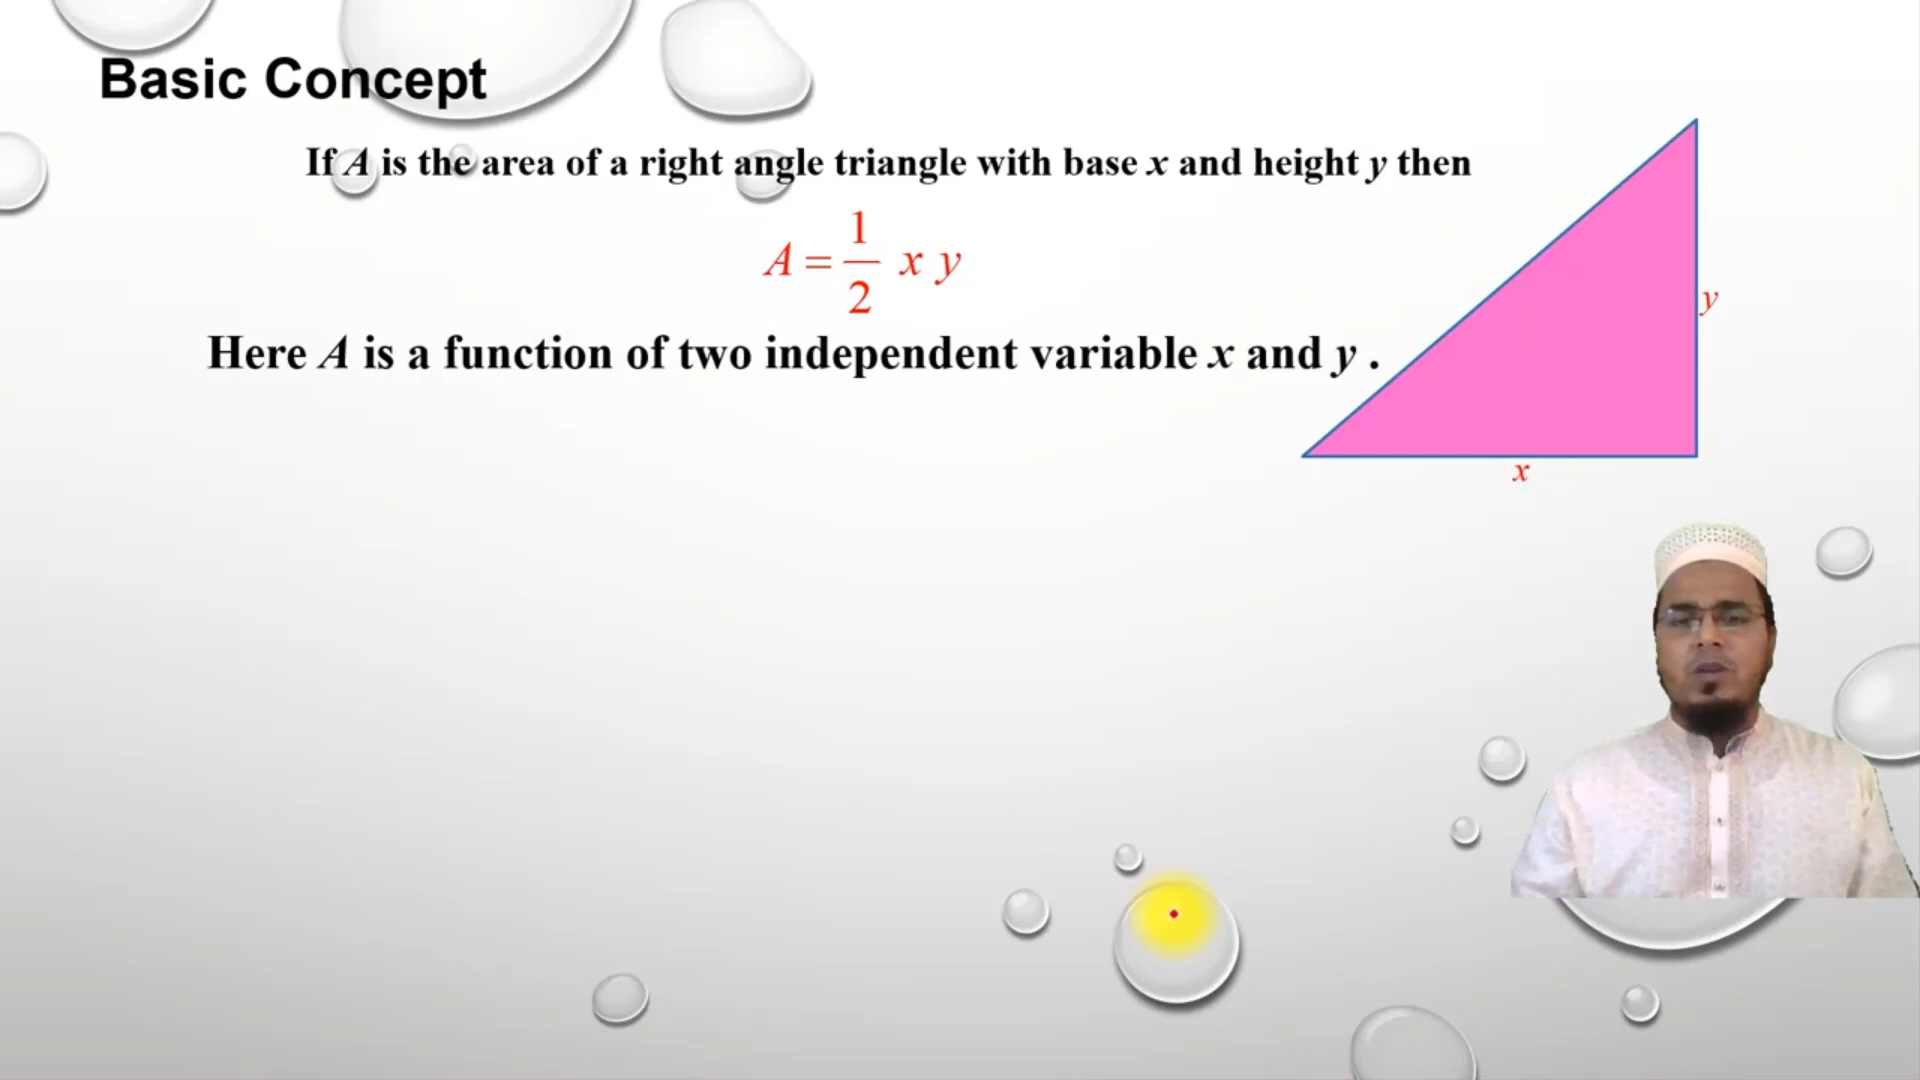 Basic Concept
If A is the area of a right angle triangle with base x and height y then
A = 1/2 x y
Here A is a function of two independent variable x and y .
y
x